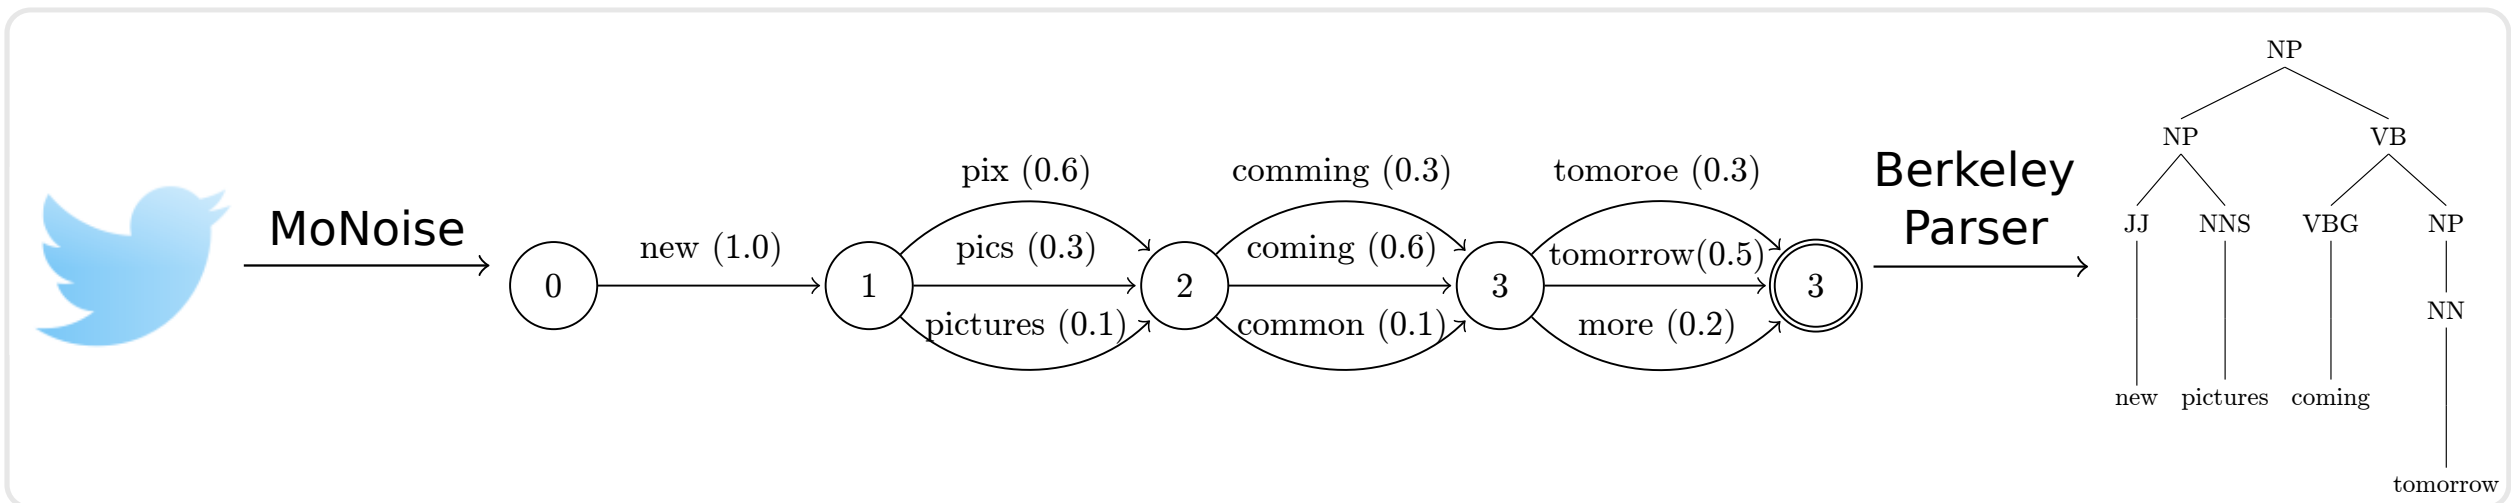 MoNoise
0
new (1.0)
1
pix (0.6)
pics (0.3)
pictures (0.1)
2
comming (0.3)
coming (0.6)
common (0.1)
3
tomoroe (0.3)
tomorrow(0.5)
more (0.2)
3
Berkeley
Parser
NP
NP VB
JJ NNS VBG NP
NN
new pictures coming
tomorrow